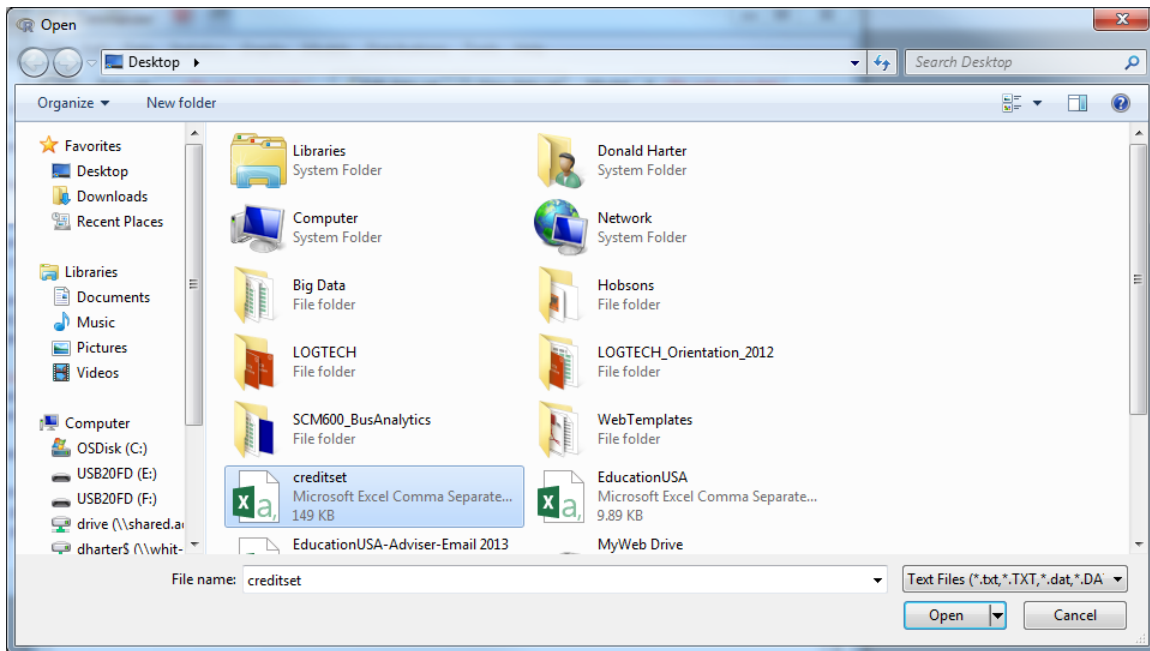 Open
Desktop
Search Desktop
Organize
New folder
Favorites
Desktop
Downloads
Recent Places
Libraries
Documents
Music
Pictures
Videos
Computer
OSDisk (C:)
USB20FD (E:)
USB20FD (F:)
drive (\\shared.a
dharter$ (\\whit-
Libraries
System Folder
Donald Harter
System Folder
Computer
System Folder
Network
System Folder
Big Data
File folder
Hobsons
File folder
LOGTECH
File folder
LOGTECH_Orientation_2012
File folder
SCM600_BusAnalytics
File folder
WebTemplates
File folder
creditset
Microsoft Excel Comma Separate...
149 KB
EducationUSA
Microsoft Excel Comma Separate...
9.89 KB
EducationUSA-Adviser-Email 2013
MyWeb Drive
File name: creditset
Text Files (*.txt,*.TXT,*.dat,*.DA
Open
Cancel